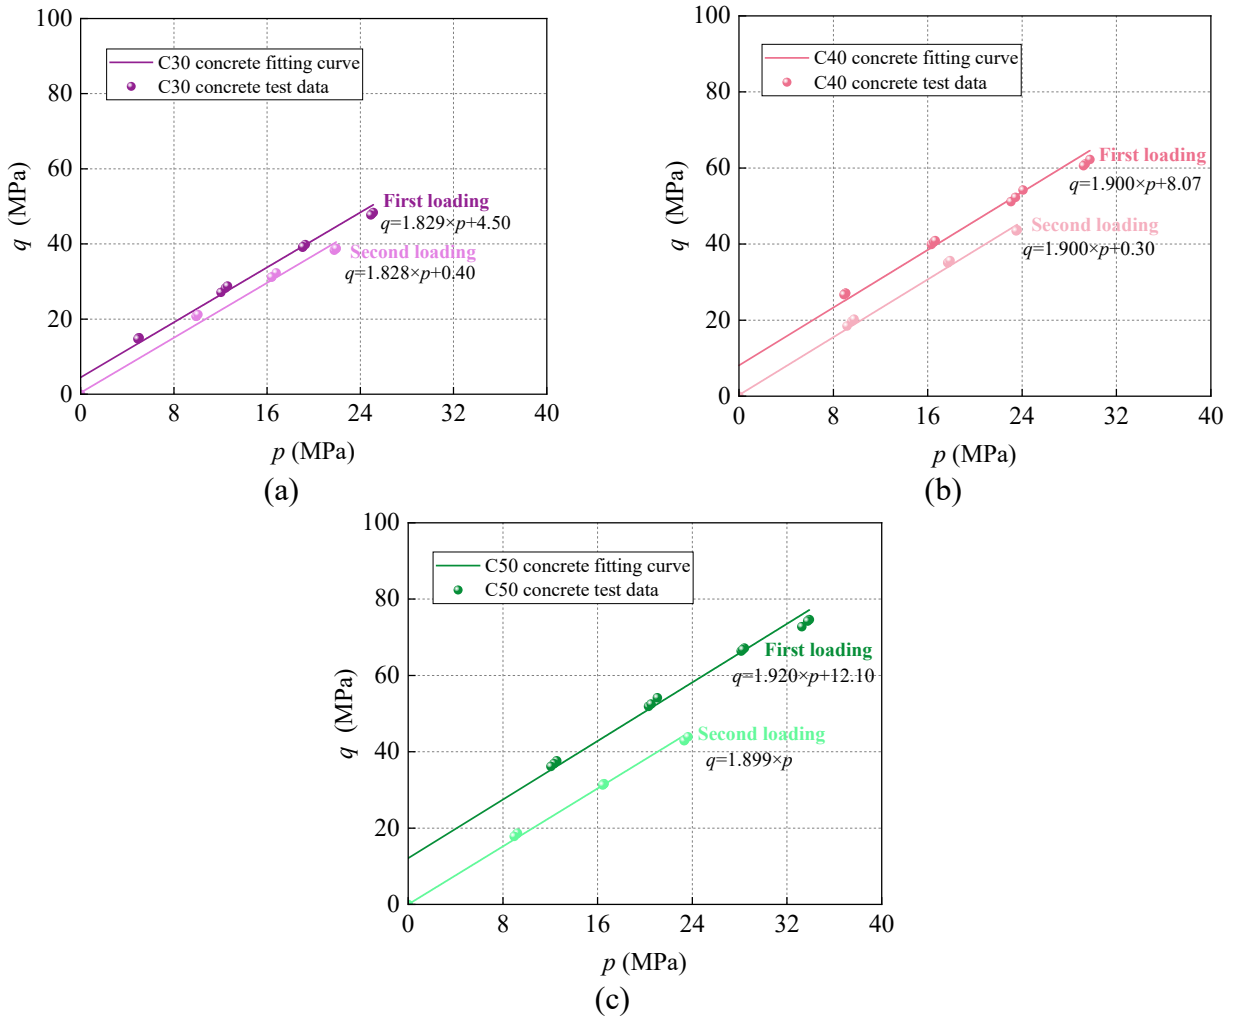 100
80
60
40
20
0
q (MPa)
C30 concrete fitting curve
C30 concrete test data
First loading
q=1.829×p+4.50
Second loading
q=1.828×p+0.40
0 8 16 24 32 40
p (MPa)
(a)
100
80
60
40
20
0
q (MPa)
C40 concrete fitting curve
C40 concrete test data
First loading
q=1.900×p+8.07
Second loading
q=1.900×p+0.30
0 8 16 24 32 40
p (MPa)
(b)
100
80
60
40
20
0
q (MPa)
C50 concrete fitting curve
C50 concrete test data
First loading
q=1.920×p+12.10
Second loading
q=1.899×p
0 8 16 24 32 40
p (MPa)
(c)